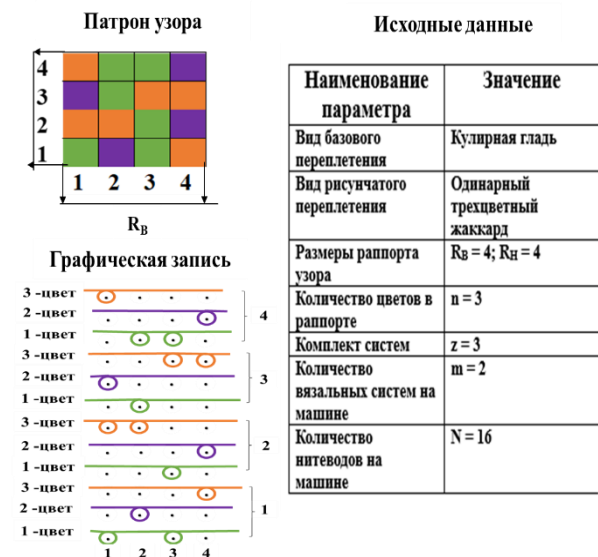 Патрон узора
4
3
2
1
1 2 3 4
RВ
Графическая запись
3 -цвет
2 -цвет
1 -цвет
4
3 -цвет
2 -цвет
1 -цвет
3
3 -цвет
2 -цвет
1 -цвет
2
3 -цвет
2 -цвет
1 -цвет
1
1 2 3 4
Исходные данные
Наименование параметра
Значение
Вид базового
переплетения
Кулирная гладь
Вид рисунчатого
переплетения
Одинарный
трехцветный
жаккард
Размеры раппорта
узора
RВ = 4; RН = 4
Количество цветов в
раппорте
n = 3
Комплект систем
z = 3
Количество
вязальных систем на
машине
m = 2
Количество
нитеводов на
машине
N = 16